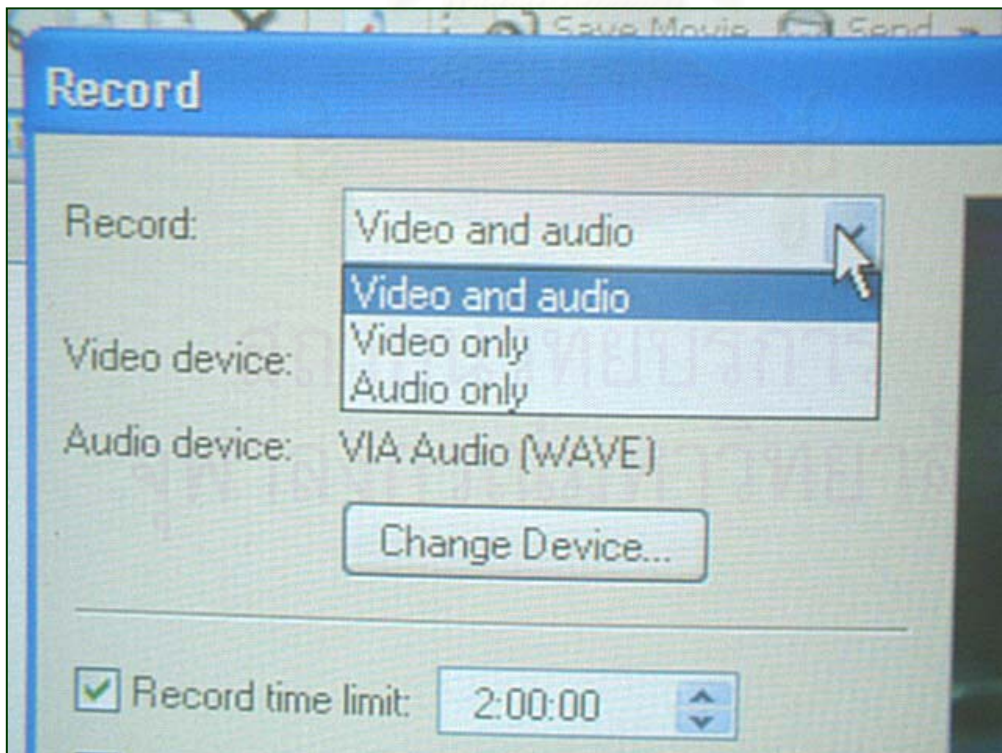 Save Movie Send
Record
Record: Video and audio
Video and audio
Video only
Audio only
Video device:
Audio device: VIA Audio (WAVE)
Change Device...
Record time limit: 2:00:00